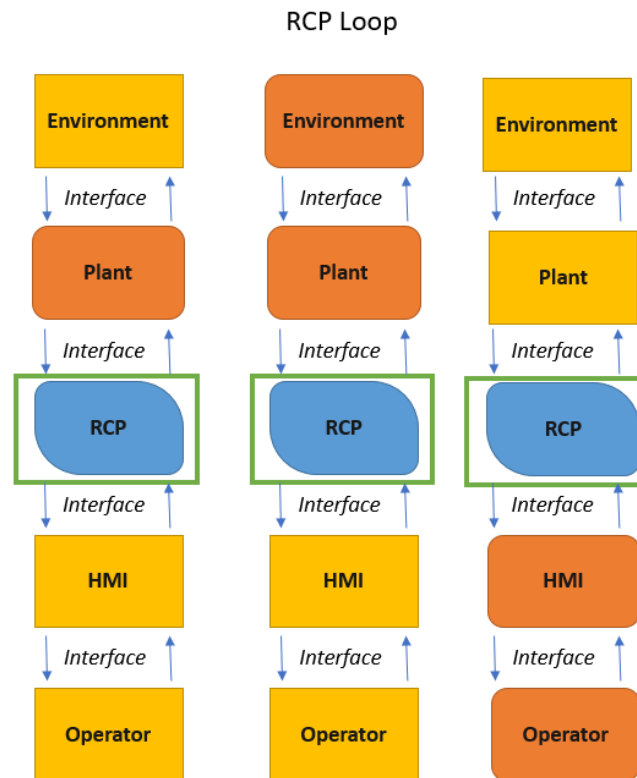 RCP Loop
Environment Environment Environment
Interface Interface Interface
Plant Plant Plant
Interface Interface Interface
RCP RCP RCP
Interface Interface Interface
HMI HMI HMI
Interface Interface Interface
Operator Operator Operator